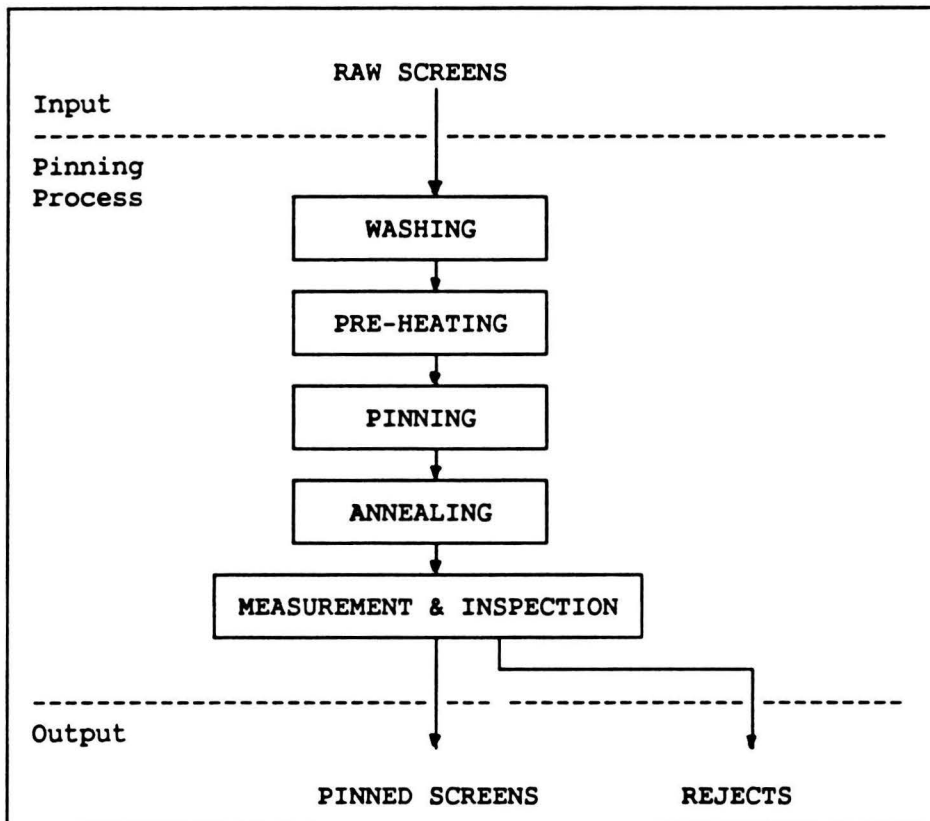 RAW SCREENS
Input
Pinning
Process
WASHING
PRE-HEATING
PINNING
ANNEALING
MEASUREMENT & INSPECTION
Output
PINNED SCREENS REJECTS